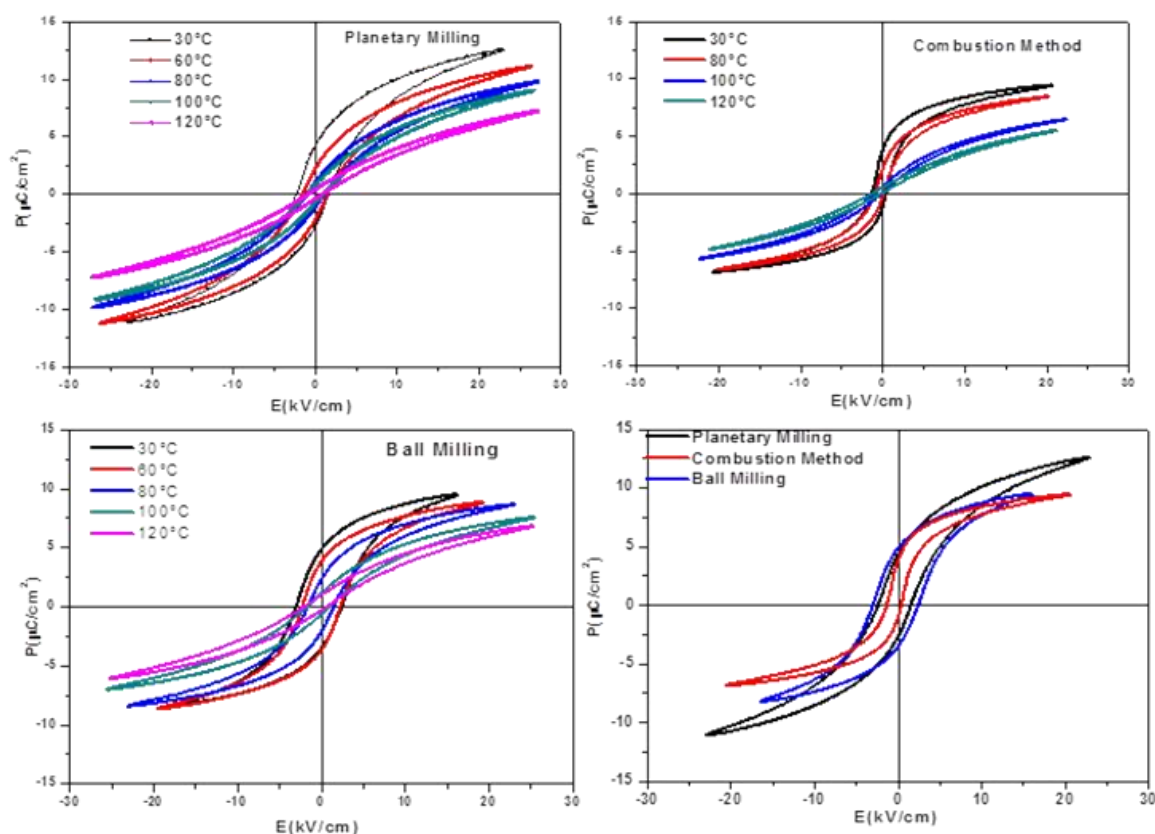 Planetary Milling
30°C
60°C
80°C
100°C
120°C
P(µC/cm²)
15
10
5
0
-5
-10
-15
-30 -20 -10 0 10 20 30
E(kV/cm)
Combustion Method
30°C
80°C
100°C
120°C
P(µC/cm²)
15
10
5
0
-5
-10
-15
-30 -20 -10 0 10 20 30
E(kV/cm)
Ball Milling
30°C
60°C
80°C
100°C
120°C
P(µC/cm²)
15
10
5
0
-5
-10
-15
-30 -20 -10 0 10 20 30
E(kV/cm)
Planetary Milling
Combustion Method
Ball Milling
P(µC/cm²)
15
10
5
0
-5
-10
-15
-30 -20 -10 0 10 20 30
E(kV/cm)